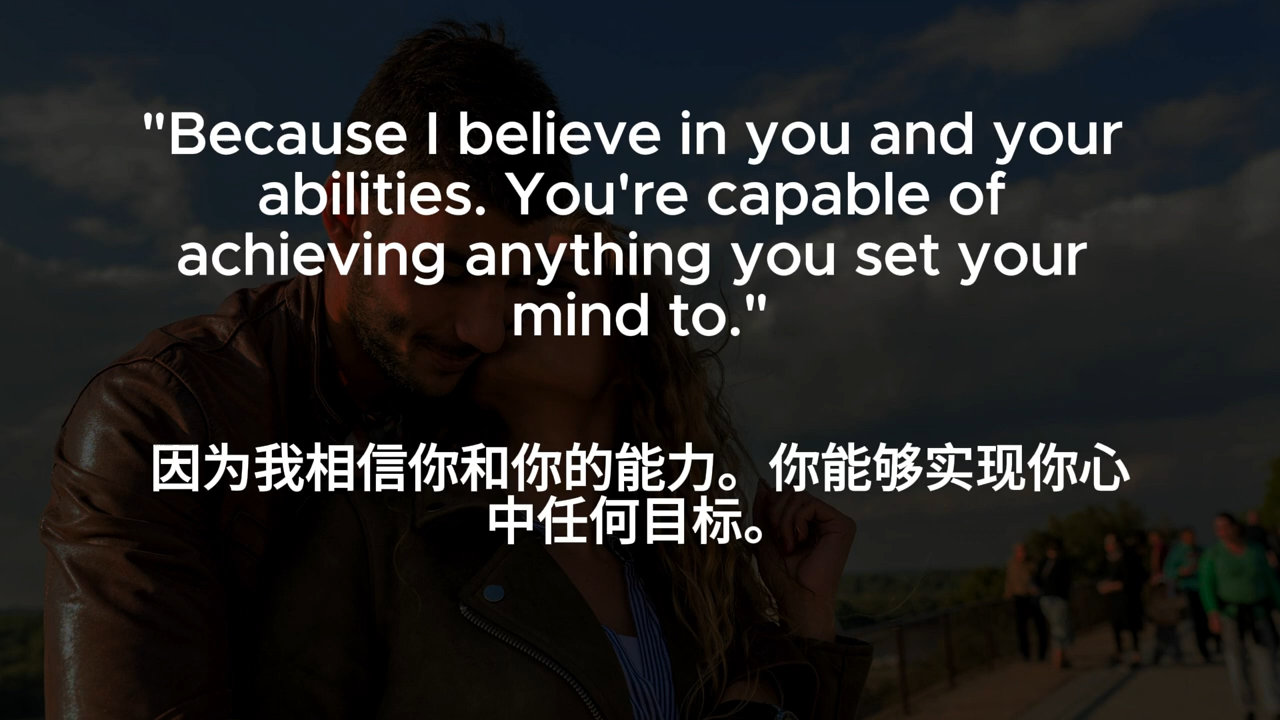 "Because I believe in you and your
abilities. You're capable of
achieving anything you set your
mind to."
因为我相信你和你的能力。你能够实现你心
中任何目标。